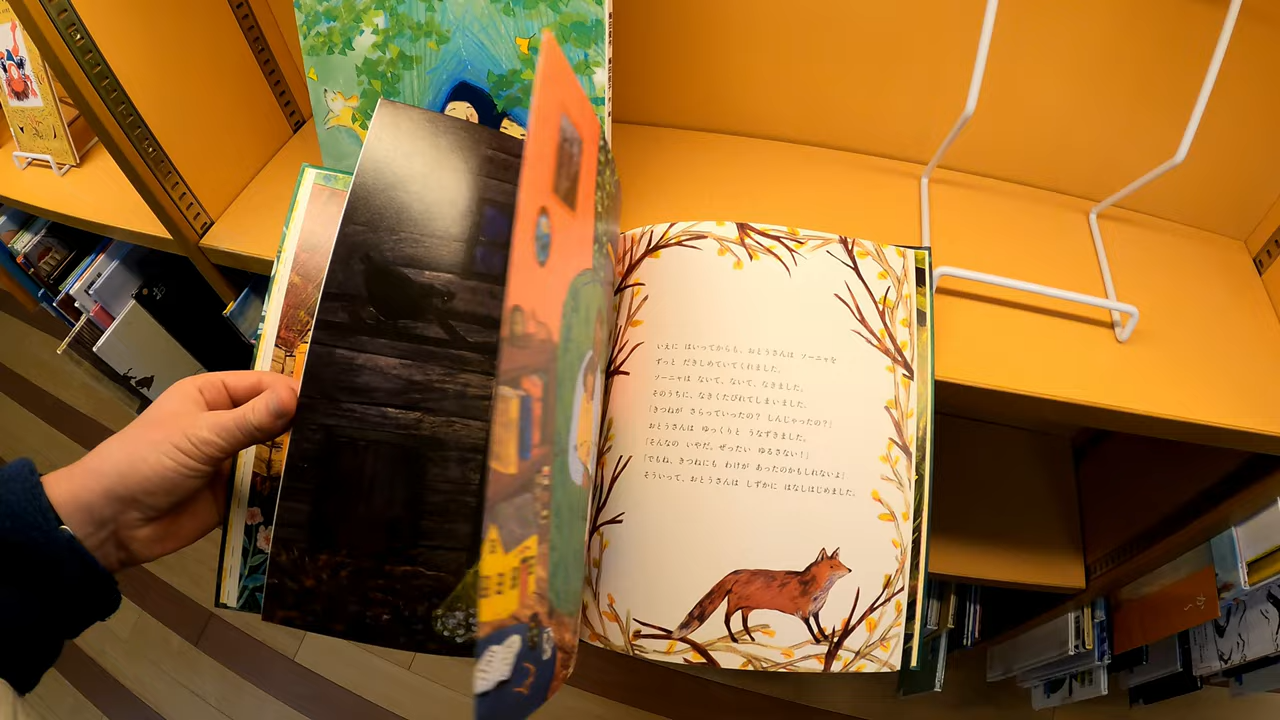 いえに はいってからも、おとうさんは ソーニャを
ずっと だきしめていてくれました。
ソーニャは ないて、ないて、なきました。
そのうちに、なきくたびれてしまいました。
「きつねが さらっていったの? しんじゃったの?」
おとうさんは ゆっくりと うなずきました。
「そんなの いやだ。ぜったい ゆるさない!」
「でもね、きつねにも わけが あったのかもしれないよ」
そういって、おとうさんは しずかに はなしはじめました。